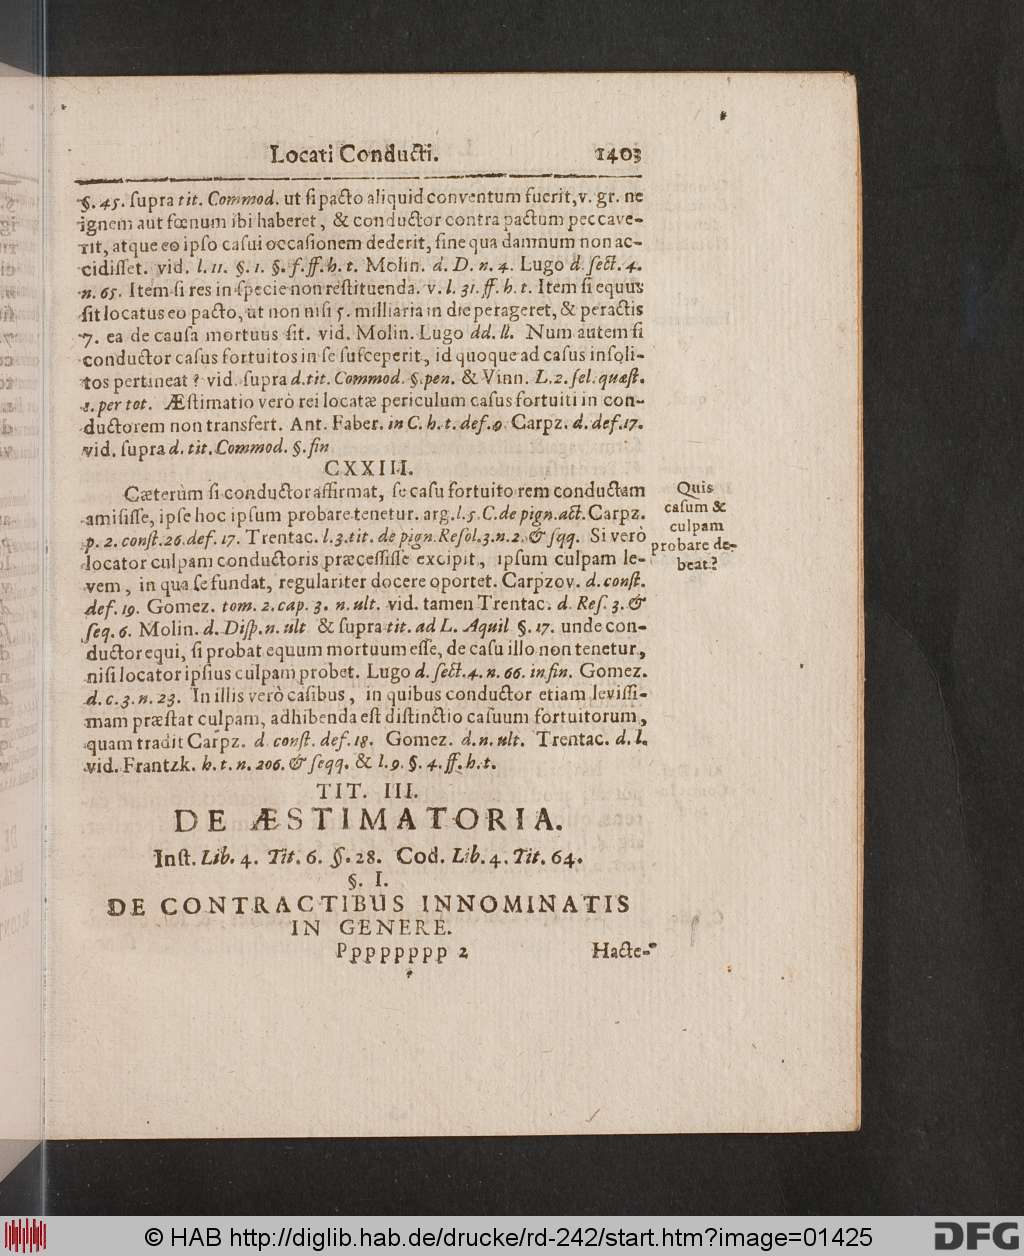 Locati Conducti. 1403
§. 45. ſupra tit. Commod. ut ſi pacto aliquid conventum fuerit, v. gr. ne
ignem aut fœnum ibi haberet, & conductor contra pactum peccave-
rit, atque eo ipſo caſui occaſionem dederit, ſine qua damnum non ac-
cidiſſet. vid. l. 11. §. 1. §. f. ff. h. t. Molin. d. D. n. 4. Lugo d. ſect. 4.
n. 65. Item ſi res in ſpecie non reſtituenda. v. l. 31. ff. h. t. Item ſi equus
ſit locatus eo pacto, ut non niſi 5. milliaria in die perageret, & peractis
7. ea de cauſa mortuus ſit. vid. Molin. Lugo dd. ll. Num autem ſi
conductor caſus fortuitos in ſe ſuſceperit, id quoque ad caſus inſoli-
tos pertineat? vid. ſupra d. tit. Commod. §. pen. & Vinn. L. 2. ſel. quæſt.
1. per tot. Æſtimatio verò rei locatæ periculum caſus fortuiti in con-
ductorem non transfert. Ant. Faber. in C. h. t. def. 9. Carpz. d. def. 17.
vid. ſupra d. tit. Commod. §. fin
CXXIII.
Cæterùm ſi conductor affirmat, ſe caſu fortuito rem conductam
amiſiſſe, ipſe hoc ipſum probare tenetur. arg. l. 5. C. de pign. act. Carpz.
p. 2. conſt. 26. def. 17. Trentac. l. 3. tit. de pign. Reſol. 3. n. 2. & ſqq. Si verò
locator culpam conductoris præceſſiſſe excipit, ipſum culpam le-
vem, in qua ſe fundat, regulariter docere oportet. Carpzov. d. conſt.
def. 19. Gomez. tom. 2. cap. 3. n. ult. vid. tamen Trentac. d. Reſ. 3. &
ſeq. 6. Molin. d. Diſp. n. ult & ſupra tit. ad L. Aquil §. 17. unde con-
ductor equi, ſi probat equum mortuum eſſe, de caſu illo non tenetur,
niſi locator ipſius culpam probet. Lugo d. ſect. 4. n. 66. in fin. Gomez.
d. c. 3. n. 23. In illis verò caſibus, in quibus conductor etiam leviſſi-
mam præſtat culpam, adhibenda eſt diſtinctio caſuum fortuitorum,
quam tradit Carpz. d. conſt. def. 18. Gomez. d. n. ult. Trentac. d. l.
vid. Frantzk. h. t. n. 206. & ſeqq. & l. 9. §. 4. ff. h. t.
Quis
caſum &
culpam
probare de-
beat?
TIT. III.
DE ÆSTIMATORIA.
Inſt. Lib. 4. Tit. 6. §. 28. Cod. Lib. 4. Tit. 64.
§. I.
DE CONTRACTIBUS INNOMINATIS
IN GENERE.
Pppppppp 2 Hacte-
© HAB http://diglib.hab.de/drucke/rd-242/start.htm?image=01425
DFG